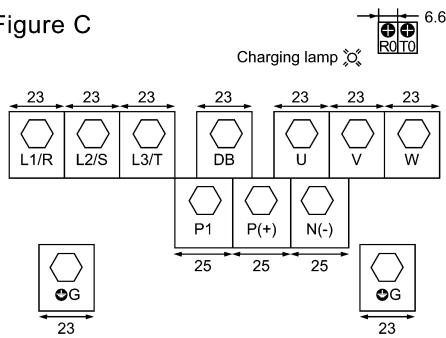 Figure C
6.6
R0 T0
Charging lamp
23 23 23 23 23 23 23
L1/R L2/S L3/T DB U V W
P1 P(+) N(-)
25 25 25
G G
23 23